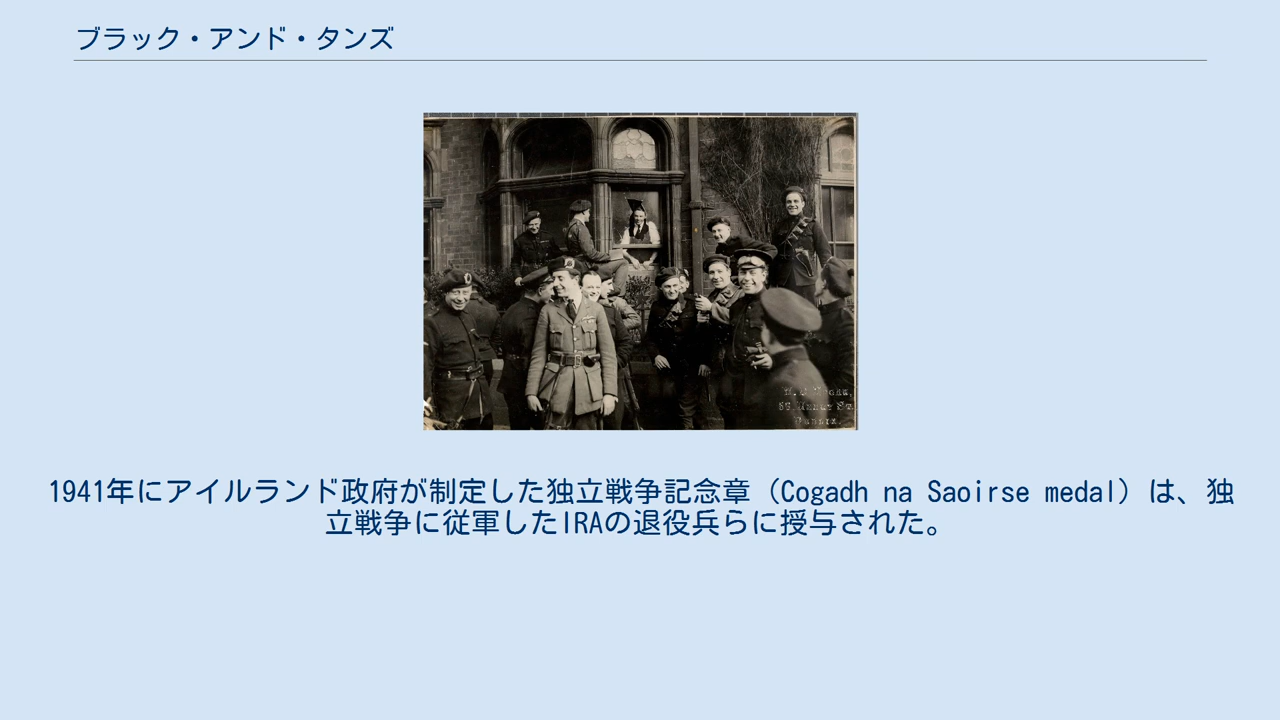 ブラック・アンド・タンズ
1941年にアイルランド政府が制定した独立戦争記念章（Cogadh na Saoirse medal）は、独
立戦争に従軍したIRAの退役兵らに授与された。